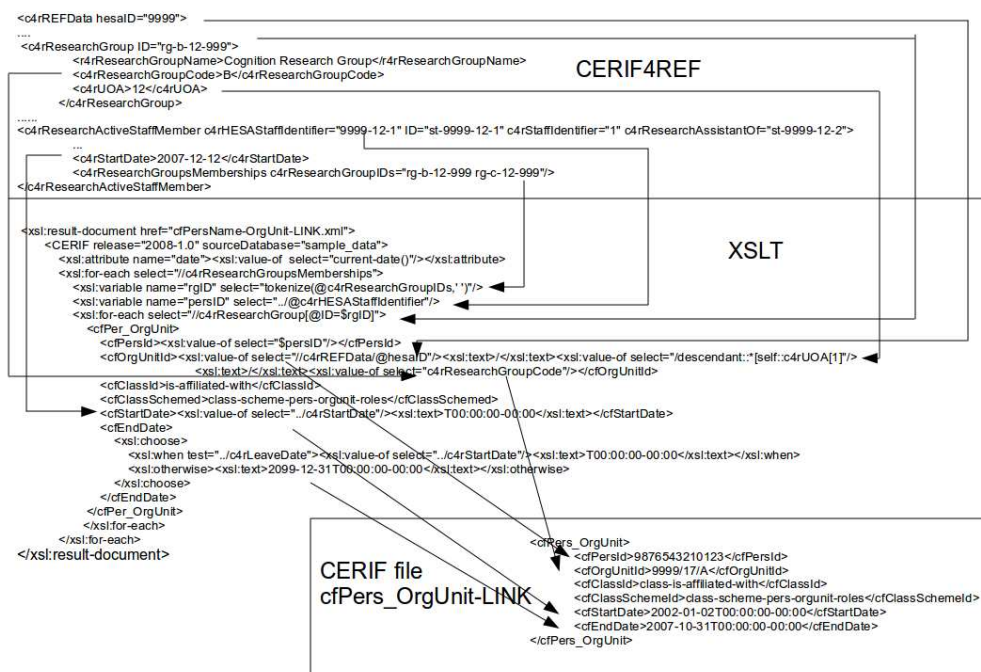 <c4rREFData hesaID="9999">
....
<c4rResearchGroup ID="rg-b-12-999">
<r4rResearchGroupName>Cognition Research Group</r4rResearchGroupName>
<c4rResearchGroupCode>B</c4rResearchGroupCode>
<c4rUOA>12</c4rUOA>
</c4rResearchGroup>
CERIF4REF
......
<c4rResearchActiveStaffMember c4rHESAStaffIdentifier="9999-12-1" ID="st-9999-12-1" c4rStaffIdentifier="1" c4rResearchAssistantOf="st-9999-12-2">
...
<c4rStartDate>2007-12-12</c4rStartDate>
<c4rResearchGroupsMemberships c4rResearchGroupIDs="rg-b-12-999 rg-c-12-999"/>
</c4rResearchActiveStaffMember>
XSLT
<xsl:result-document href="cfPersName-OrgUnit-LINK.xml">
<CERIF release="2008-1.0" sourceDatabase="sample_data">
<xsl:attribute name="date"><xsl:value-of select="current-date()"/></xsl:attribute>
<xsl:for-each select="//c4rResearchGroupsMemberships">
<xsl:variable name="rgID" select="tokenize(@c4rResearchGroupIDs,' ')"/>
<xsl:variable name="persID" select="../@c4rHESAStaffIdentifier"/>
<xsl:for-each select="//c4rResearchGroup[@ID=$rgID]">
<cfPer_OrgUnit>
<cfPersId><xsl:value-of select="$persID"/></cfPersId>
<cfOrgUnitId><xsl:value-of select="//c4rREFData/@hesaID"/><xsl:text>/</xsl:text><xsl:value-of select="/descendant::*[self::c4rUOA[1]"/>
<xsl:text>/</xsl:text><xsl:value-of select="c4rResearchGroupCode"/></cfOrgUnitId>
<cfClassId>is-affiliated-with</cfClassId>
<cfClassSchemed>class-scheme-pers-orgunit-roles</cfClassSchemed>
<cfStartDate><xsl:value-of select="../c4rStartDate"/><xsl:text>T00:00:00-00:00</xsl:text></cfStartDate>
<cfEndDate>
<xsl:choose>
<xsl:when test="../c4rLeaveDate"><xsl:value-of select="../c4rStartDate"/><xsl:text>T00:00:00-00:00</xsl:text></xsl:when>
<xsl:otherwise><xsl:text>2099-12-31T00:00:00-00:00</xsl:text></xsl:otherwise>
</xsl:choose>
</cfEndDate>
</cfPer_OrgUnit>
</xsl:for-each>
</xsl:for-each>
</xsl:result-document>
CERIF file
cfPers_OrgUnit-LINK
<cfPers_OrgUnit>
<cfPersId>9876543210123</cfPersId>
<cfOrgUnitId>9999/17/A</cfOrgUnitId>
<cfClassId>class-is-affiliated-with</cfClassId>
<cfClassSchemeId>class-scheme-pers-orgunit-roles</cfClassSchemeId>
<cfStartDate>2002-01-02T00:00:00-00:00</cfStartDate>
<cfEndDate>2007-10-31T00:00:00-00:00</cfEndDate>
</cfPers_OrgUnit>